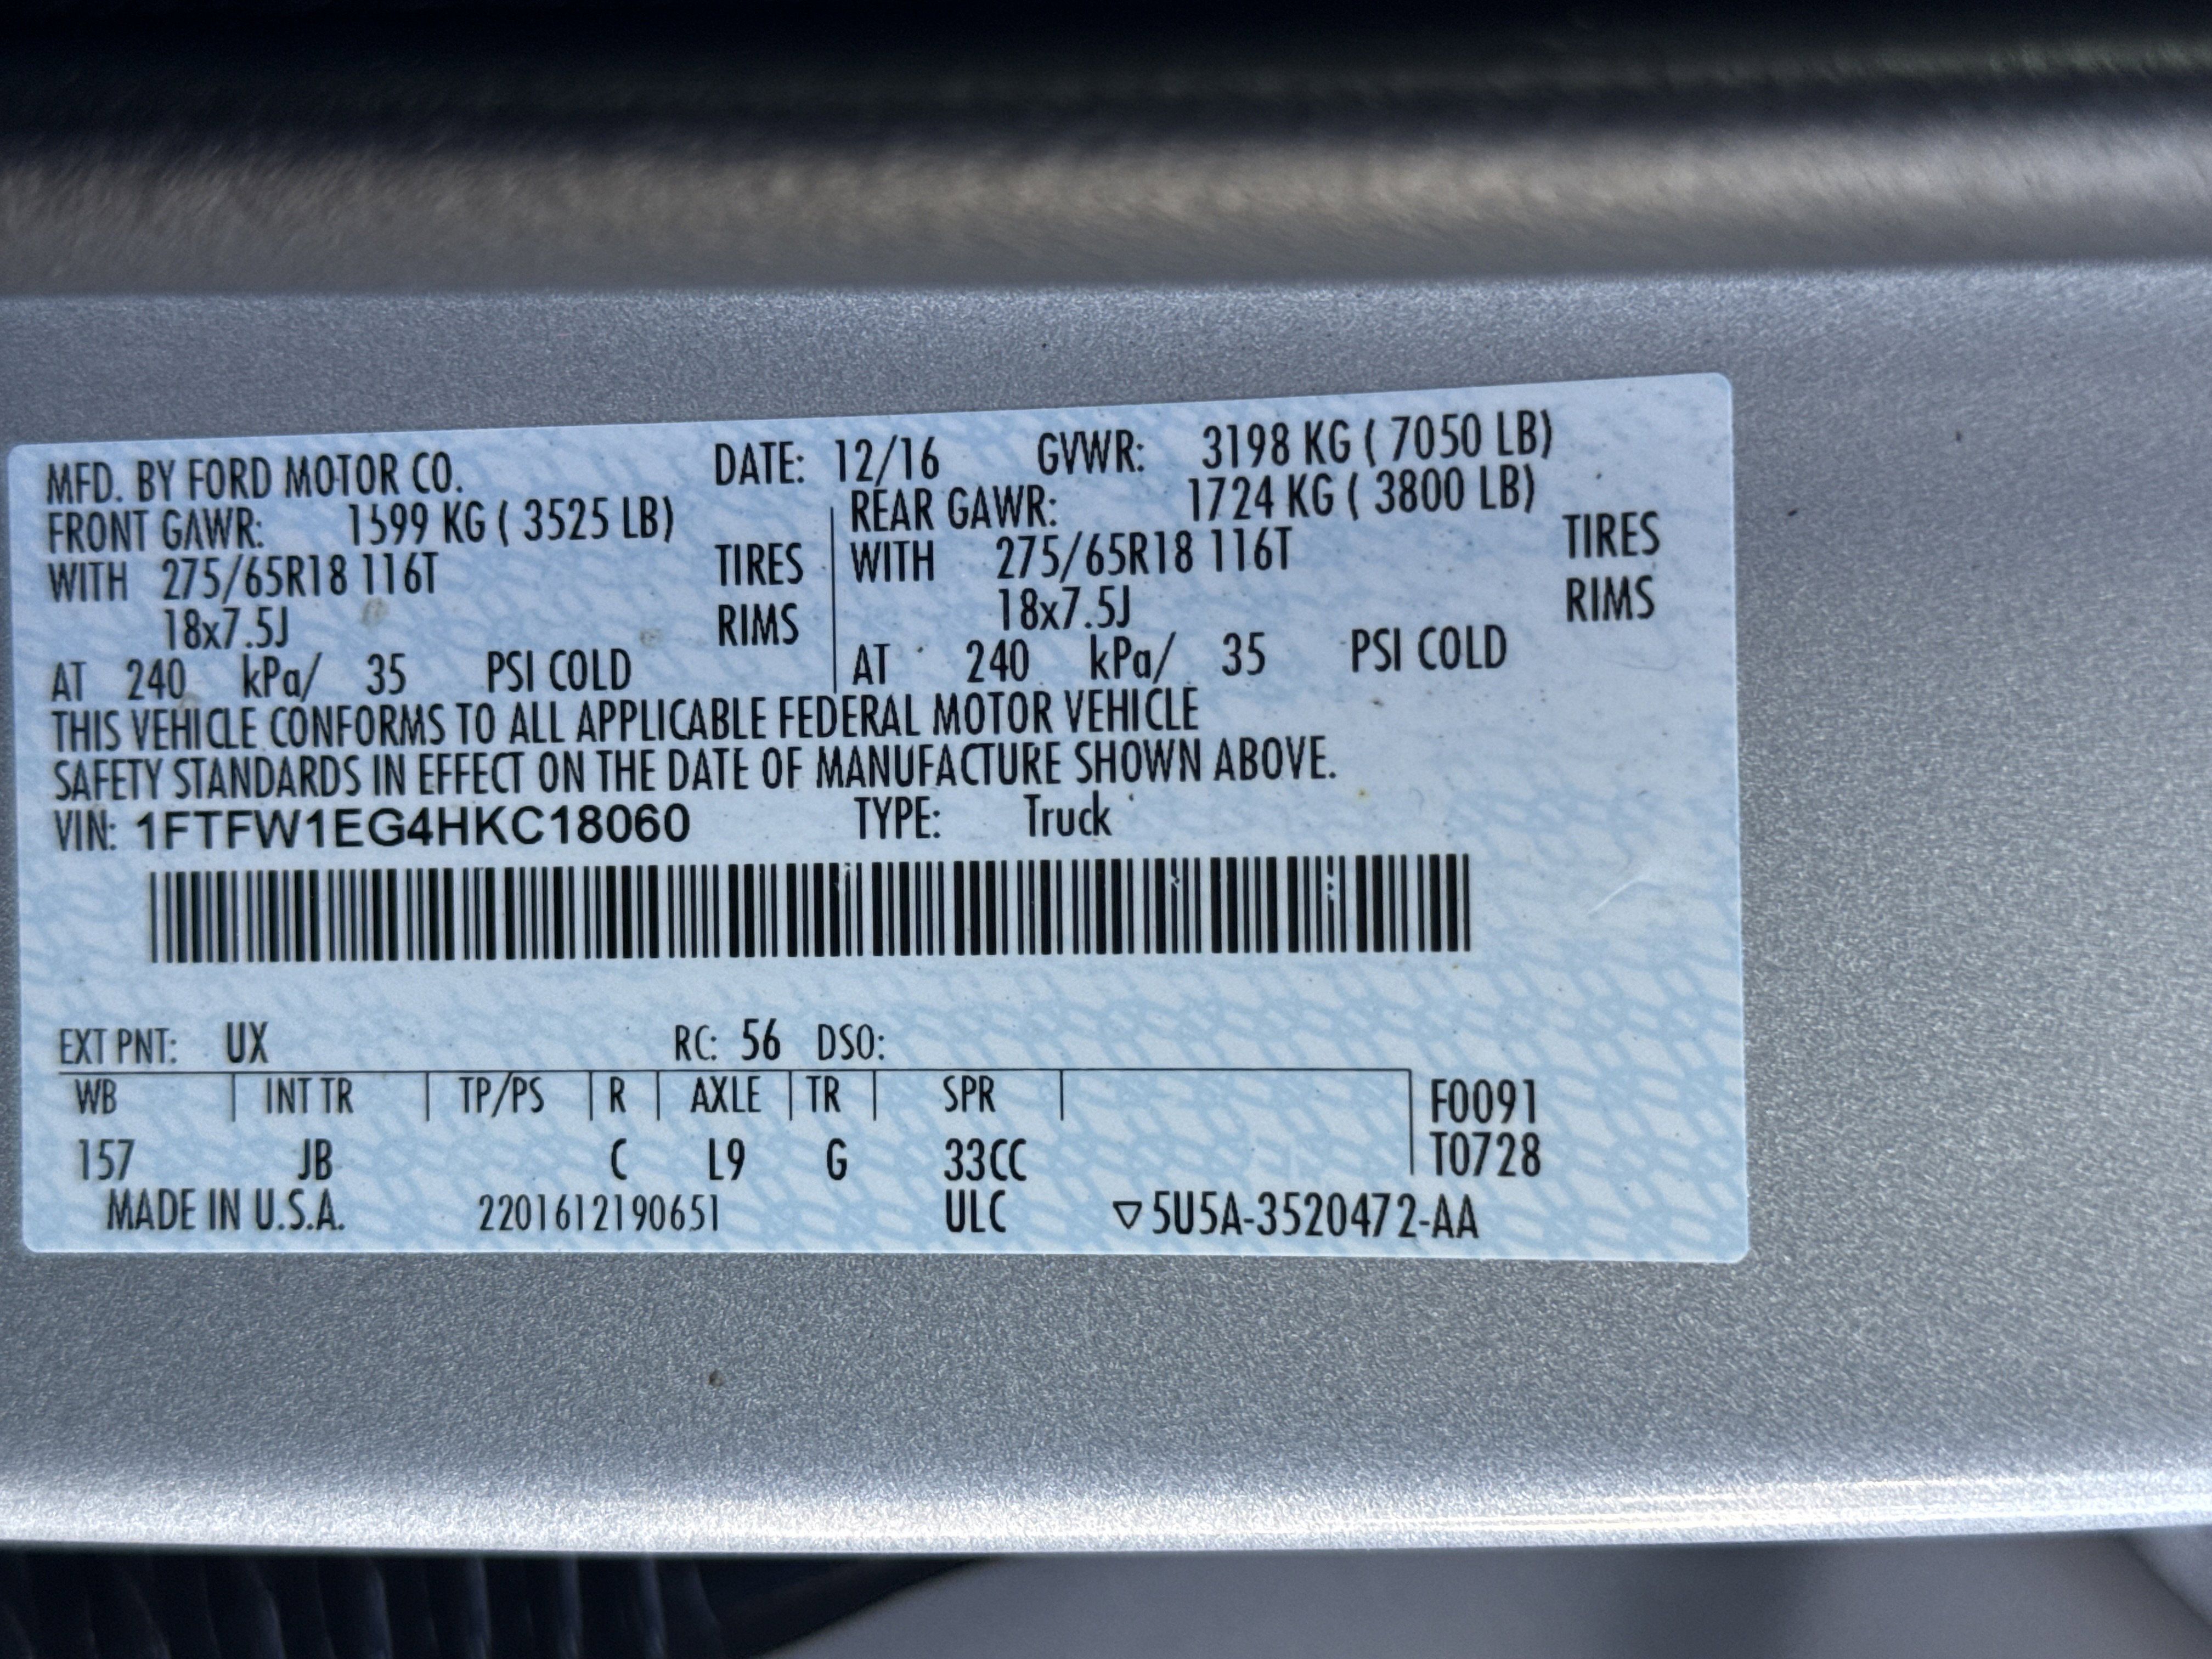 MFD. BY FORD MOTOR CO. DATE: 12/16 GVWR: 3198 KG ( 7050 LB)
FRONT GAWR: 1599 KG ( 3525 LB) REAR GAWR: 1724 KG ( 3800 LB)
WITH 275/65R18 116T TIRES WITH 275/65R18 116T TIRES
18x7.5J RIMS 18x7.5J RIMS
AT 240 kPa/ 35 PSI COLD AT 240 kPa/ 35 PSI COLD
THIS VEHICLE CONFORMS TO ALL APPLICABLE FEDERAL MOTOR VEHICLE
SAFETY STANDARDS IN EFFECT ON THE DATE OF MANUFACTURE SHOWN ABOVE.
VIN: 1FTFW1EG4HKC18060 TYPE: Truck
EXT PNT: UX RC: 56 DSO:
WB INT TR TP/PS R AXLE TR SPR F0091
157 JB C L9 G 33CC T0728
MADE IN U.S.A. 2201612190651 ULC ▽5U5A-3520472-AA